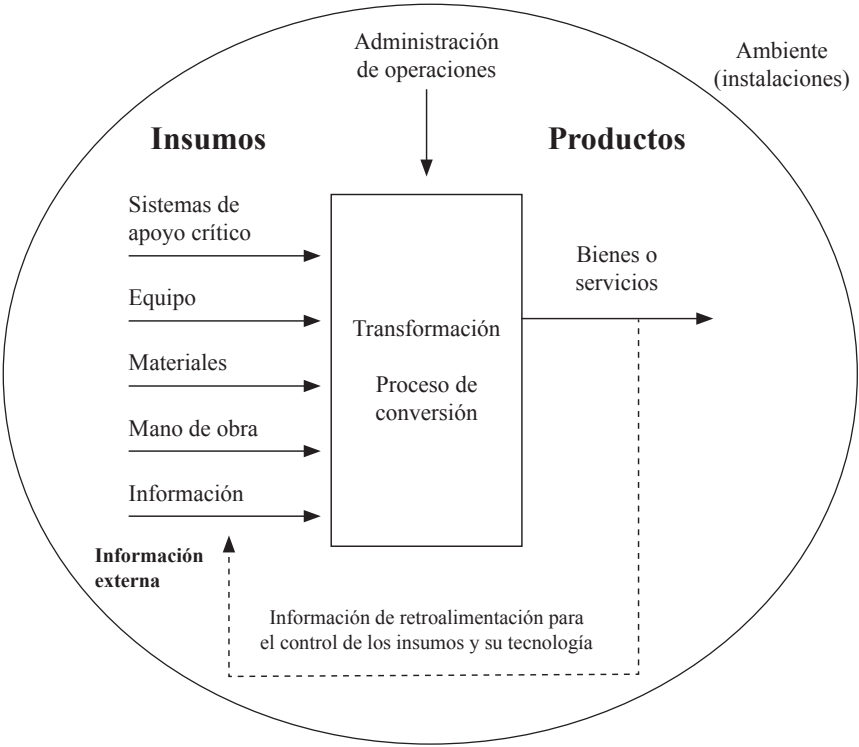 Administración
de operaciones
Ambiente
(instalaciones)
Insumos
Productos
Sistemas de
apoyo crítico
Equipo
Materiales
Mano de obra
Información
Información
externa
Transformación
Proceso de
conversión
Bienes o
servicios
Información de retroalimentación para
el control de los insumos y su tecnología